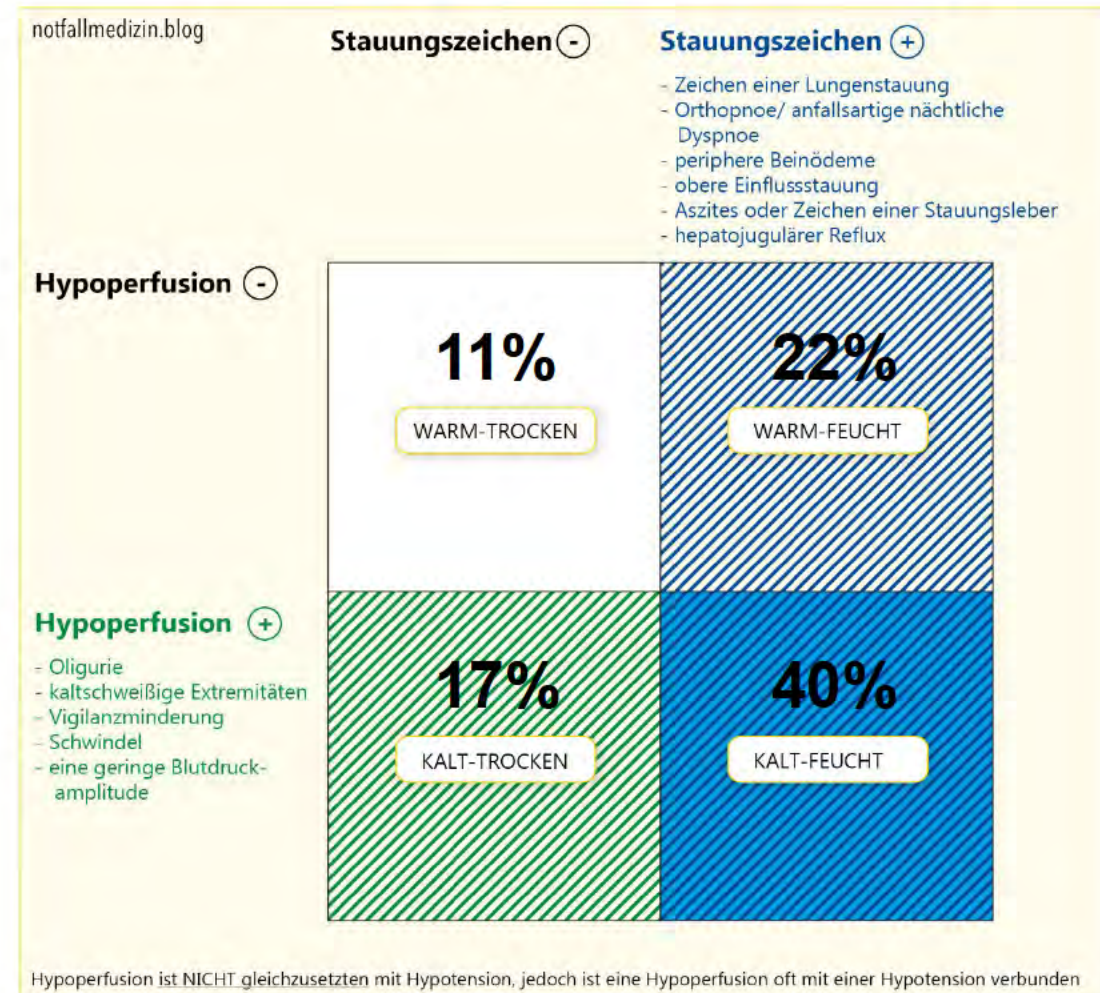 notfallmedizin.blog
Stauungszeichen -
Stauungszeichen +
- Zeichen einer Lungenstauung
- Orthopnoe/ anfallsartige nächtliche
Dyspnoe
- periphere Beinödeme
- obere Einflussstauung
- Aszites oder Zeichen einer Stauungsleber
- hepatojugulärer Reflux
Hypoperfusion -
11%
WARM-TROCKEN
22%
WARM-FEUCHT
Hypoperfusion +
- Oligurie
- kaltschweißige Extremitäten
- Vigilanzminderung
- Schwindel
- eine geringe Blutdruck-
amplitude
17%
KALT-TROCKEN
40%
KALT-FEUCHT
Hypoperfusion ist NICHT gleichzusetzten mit Hypotension, jedoch ist eine Hypoperfusion oft mit einer Hypotension verbunden